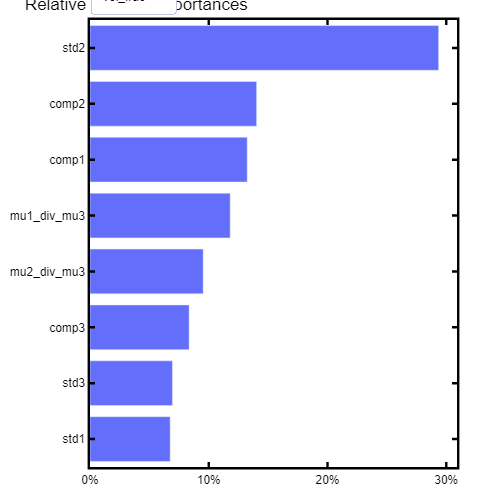 Relative portances
std2
comp2
comp1
mu1_div_mu3
mu2_div_mu3
comp3
std3
std1
0% 10% 20% 30%